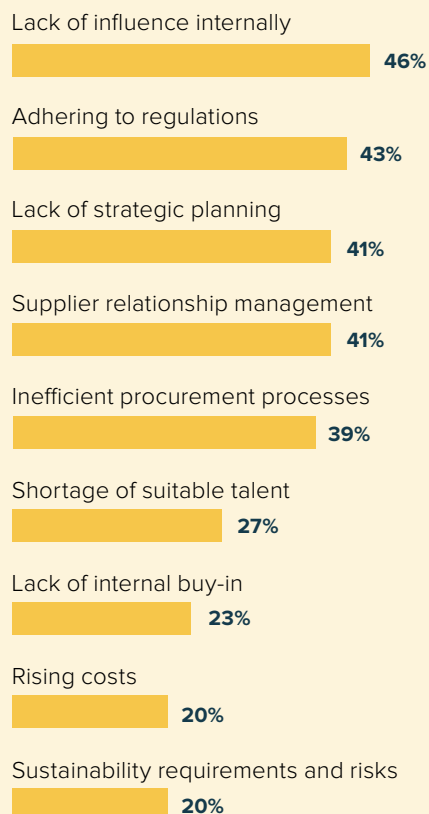 Lack of influence internally
46%
Adhering to regulations
43%
Lack of strategic planning
41%
Supplier relationship management
41%
Inefficient procurement processes
39%
Shortage of suitable talent
27%
Lack of internal buy-in
23%
Rising costs
20%
Sustainability requirements and risks
20%